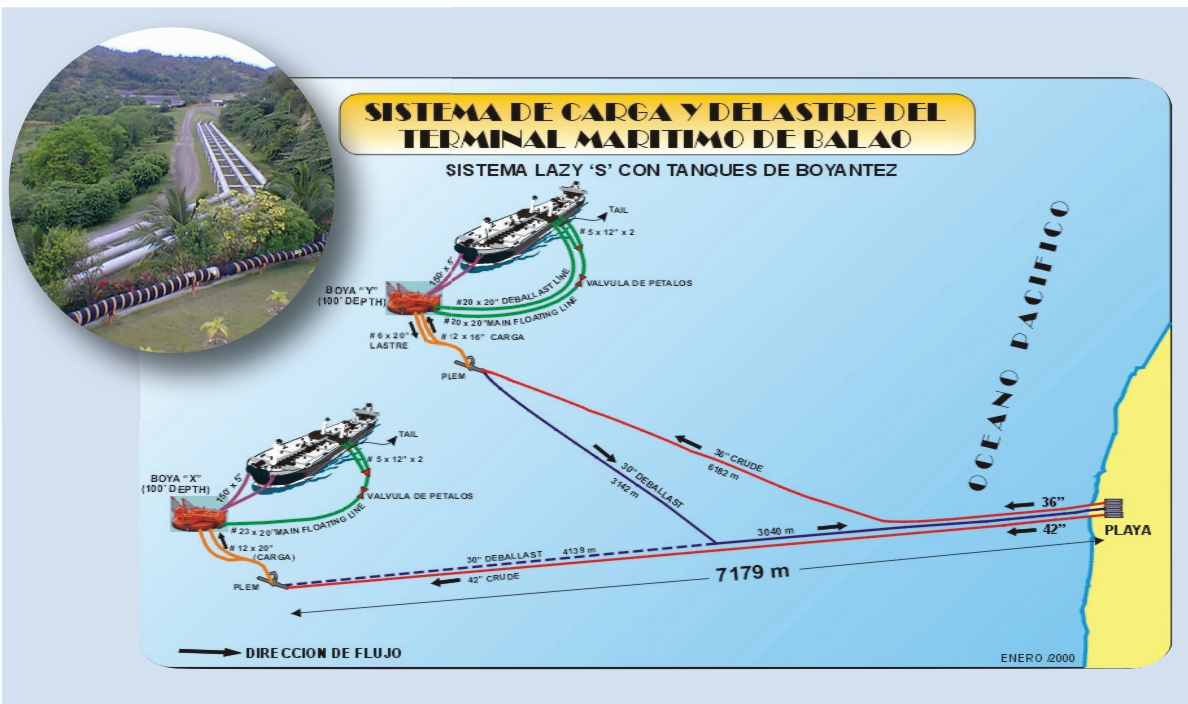 SISTEMA DE CARGA Y DELASTRE DEL
TERMINAL MARITIMO DE BALAO
SISTEMA LAZY ‘S’ CON TANQUES DE BOYANTEZ
TAIL
# 5 x 12" x 2
150' x 5"
VALVULA DE PETALOS
BOYA "Y"
(100' DEPTH)
#20 x 20" DEBALLAST LINE
#20 x 20"MAIN FLOATING LINE
# 6 x 20"
LASTRE
# 12 x 16" CARGA
PLEM
OCEANO PACIFICO
36" CRUDE
6182 m
30" DEBALLAST
3142 m
TAIL
# 5 x 12" x 2
150' x 5"
VALVULA DE PETALOS
BOYA "X"
(100' DEPTH)
# 23 x 20"MAIN FLOATING LINE
# 12 x 20"
(CARGA)
PLEM
30" DEBALLAST 4139 m
42" CRUDE
3040 m
36”
42”
PLAYA
7179 m
DIRECCION DE FLUJO
ENERO /2000